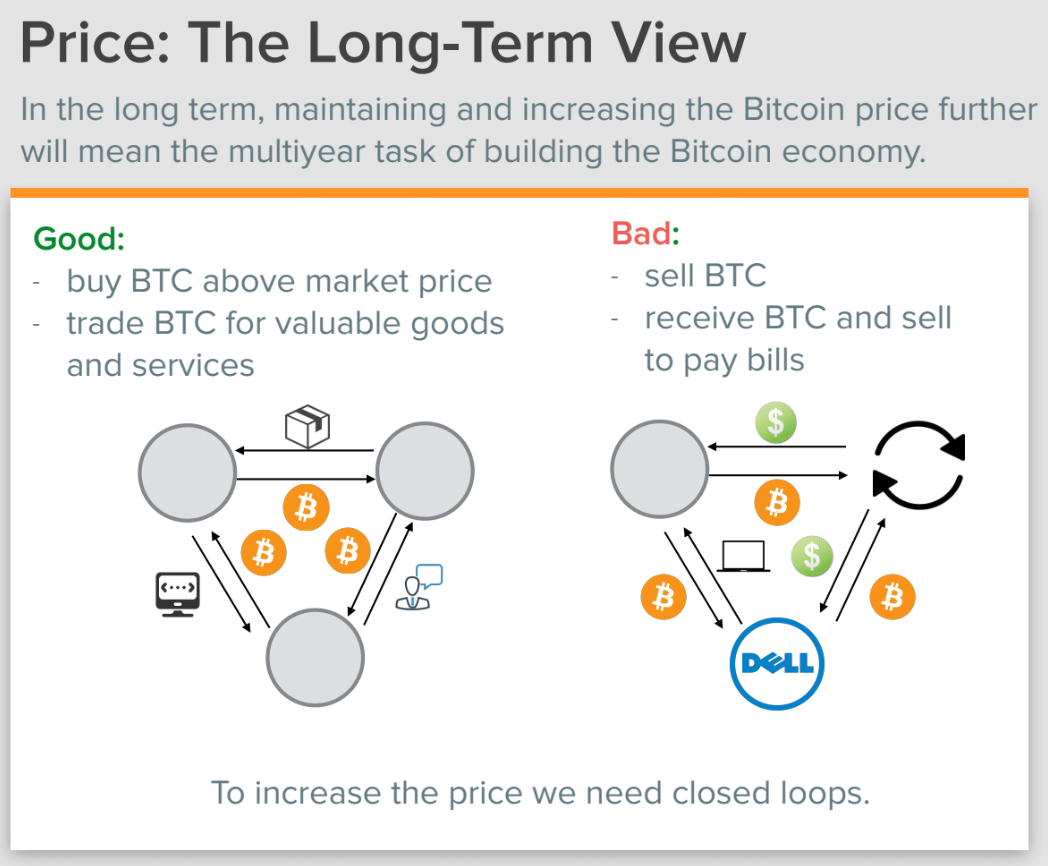 Price: The Long-Term View
In the long term, maintaining and increasing the Bitcoin price further
will mean the multiyear task of building the Bitcoin economy.
Good:
- buy BTC above market price
- trade BTC for valuable goods
and services
Bad:
- sell BTC
- receive BTC and sell
to pay bills
$
₿
₿
₿
<····>
$
₿
₿
₿
DELL
To increase the price we need closed loops.